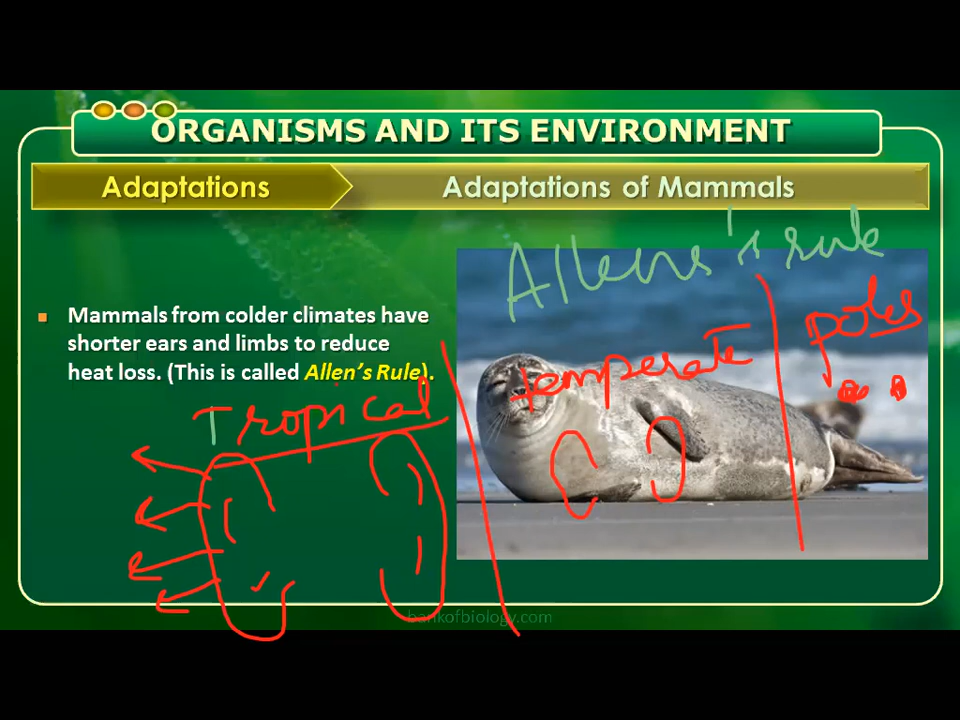 ORGANISMS AND ITS ENVIRONMENT
Adaptations
Adaptations of Mammals
Allens's rule
Mammals from colder climates have
shorter ears and limbs to reduce
heat loss. (This is called Allen's Rule).
Tropical
temperate
poles
bankofbiology.com